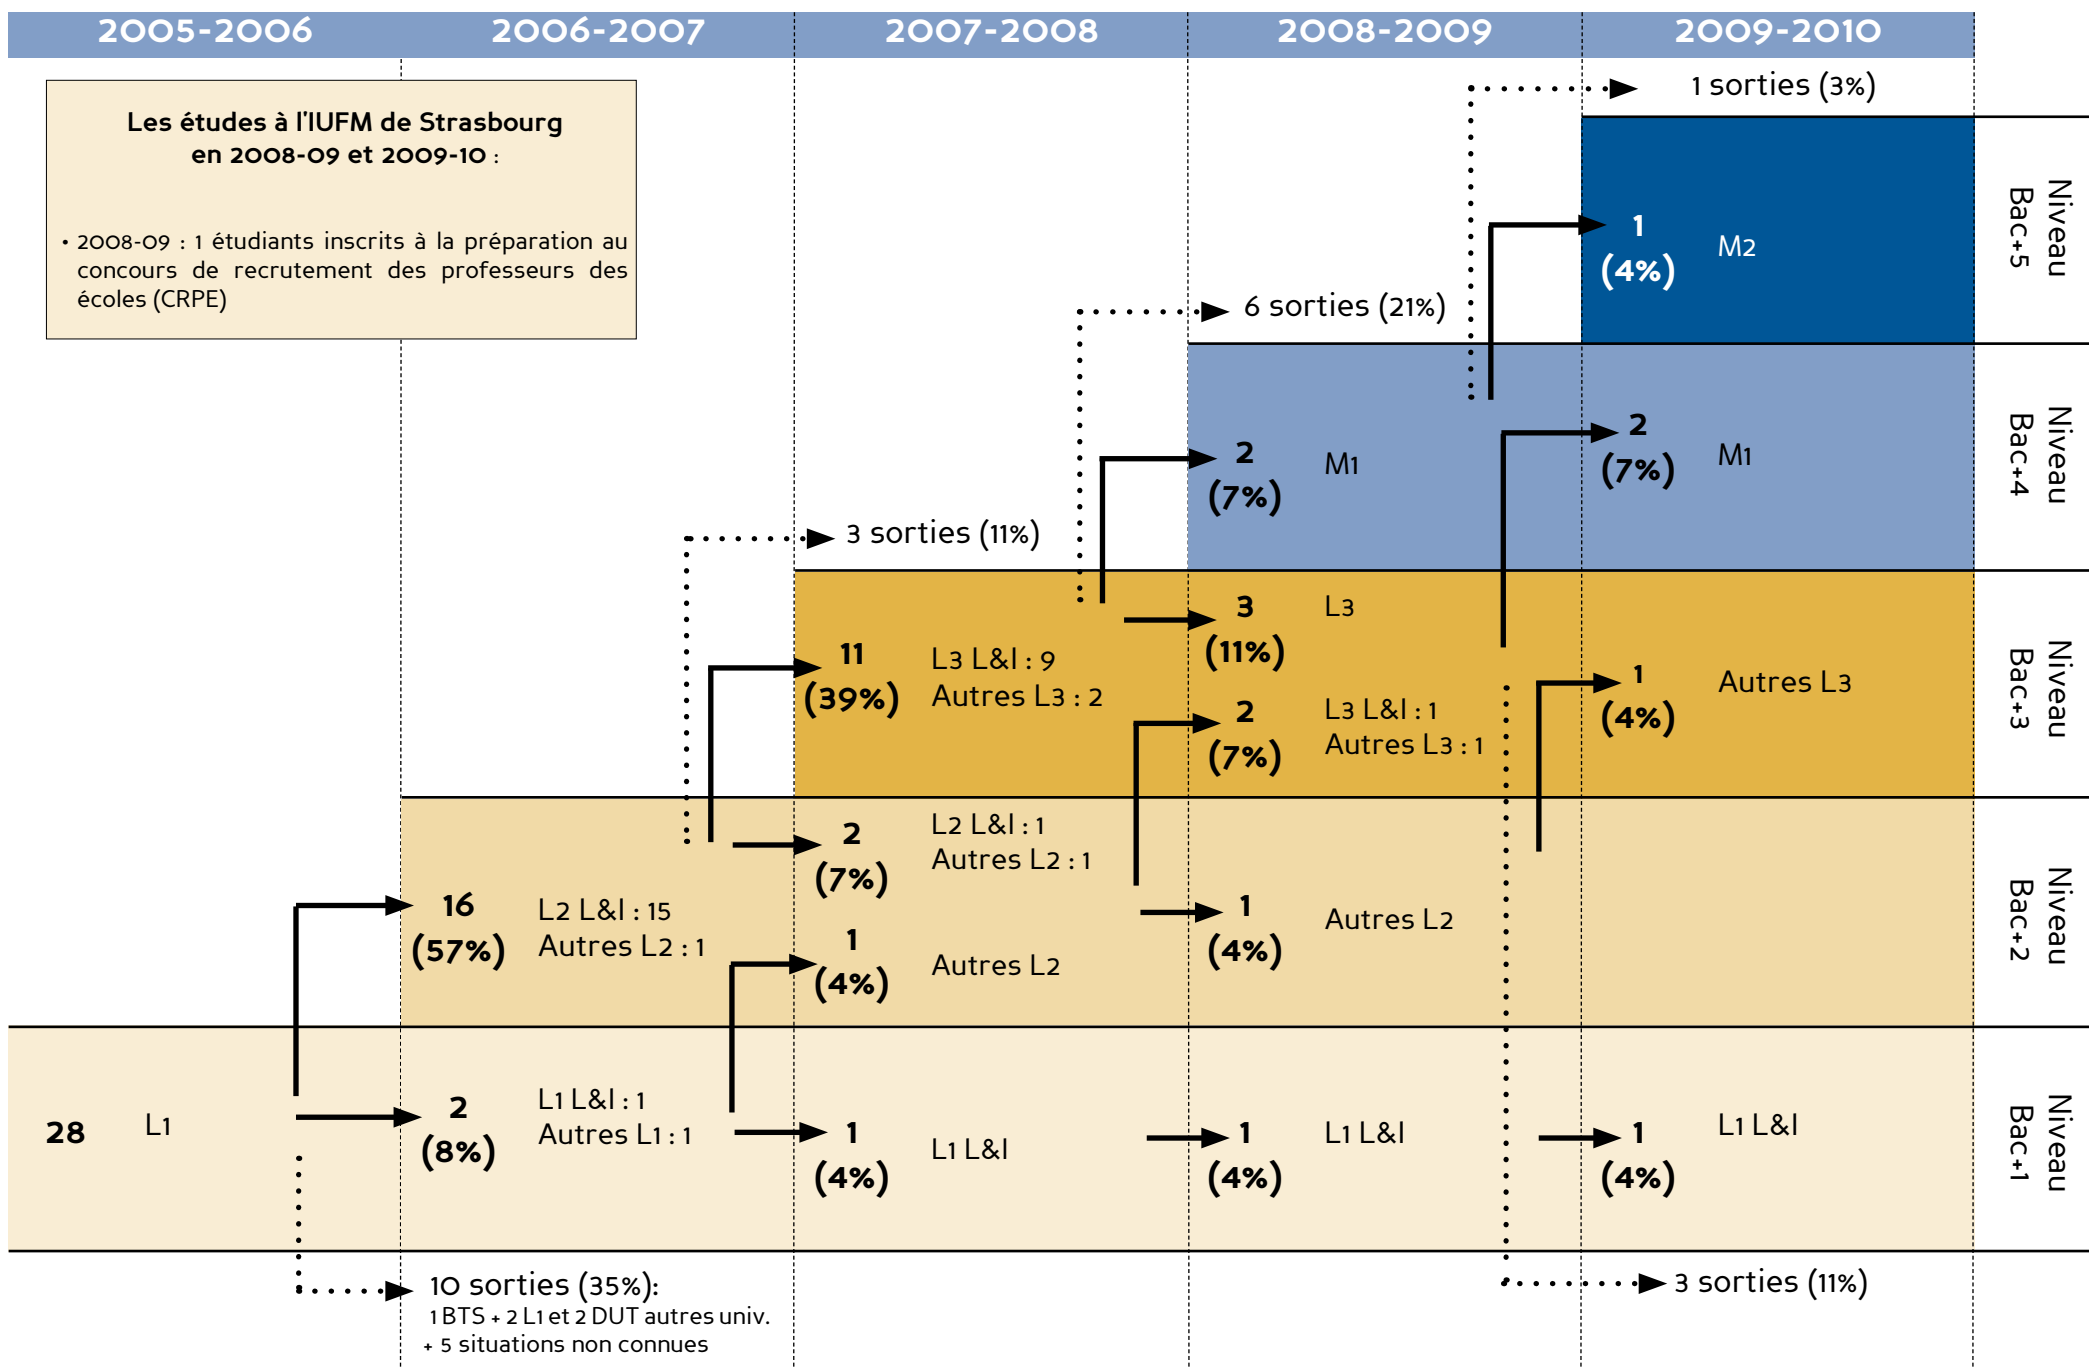 2005-2006
2006-2007
2007-2008
2008-2009
2009-2010
Les études à l'IUFM de Strasbourg
en 2008-09 et 2009-10 :
• 2008-09 : 1 étudiants inscrits à la préparation au
concours de recrutement des professeurs des
écoles (CRPE)
1 sorties (3%)
1
(4%)
M2
Niveau
Bac+5
6 sorties (21%)
2
(7%)
M1
2
(7%)
M1
Niveau
Bac+4
3 sorties (11%)
11
(39%)
L3 L&I : 9
Autres L3 : 2
3
(11%)
L3
2
(7%)
L3 L&I : 1
Autres L3 : 1
1
(4%)
Autres L3
Niveau
Bac+3
16
(57%)
L2 L&I : 15
Autres L2 : 1
2
(7%)
L2 L&I : 1
Autres L2 : 1
1
(4%)
Autres L2
1
(4%)
Autres L2
Niveau
Bac+2
28
L1
2
(8%)
L1 L&I : 1
Autres L1 : 1
1
(4%)
L1 L&I
1
(4%)
L1 L&I
1
(4%)
L1 L&I
Niveau
Bac+1
10 sorties (35%):
1 BTS + 2 L1 et 2 DUT autres univ.
+ 5 situations non connues
3 sorties (11%)